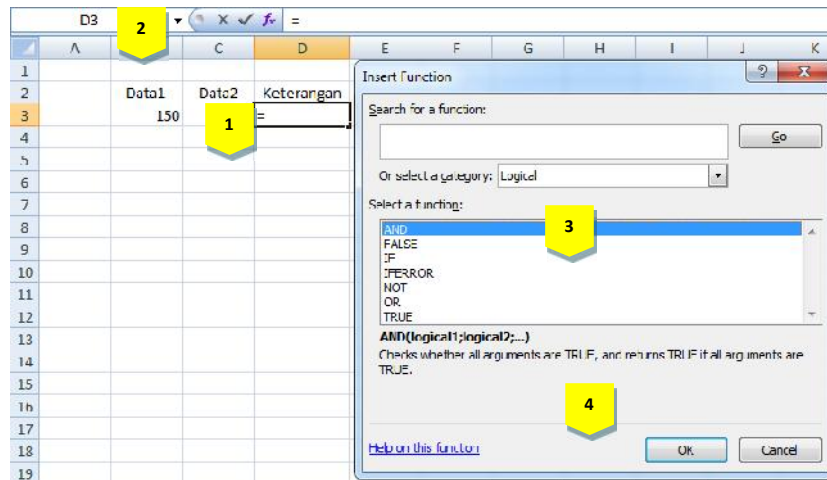 D3 2 fx =
A C D E F G H I J K
1
2 Data1 Data2 Keterangan
3 150 1 =
4
5
6
7
8
9
10
11
12
13
14
15
16
17
18
19
Insert Function
Search for a function:
Go
Or select a category: Logical
Select a function:
AND 3
FALSE
IF
IFERROR
NOT
OR
TRUE
AND(logical1;logical2;...)
Checks whether all arguments are TRUE, and returns TRUE if all arguments are
TRUE.
4
Help on this function OK Cancel